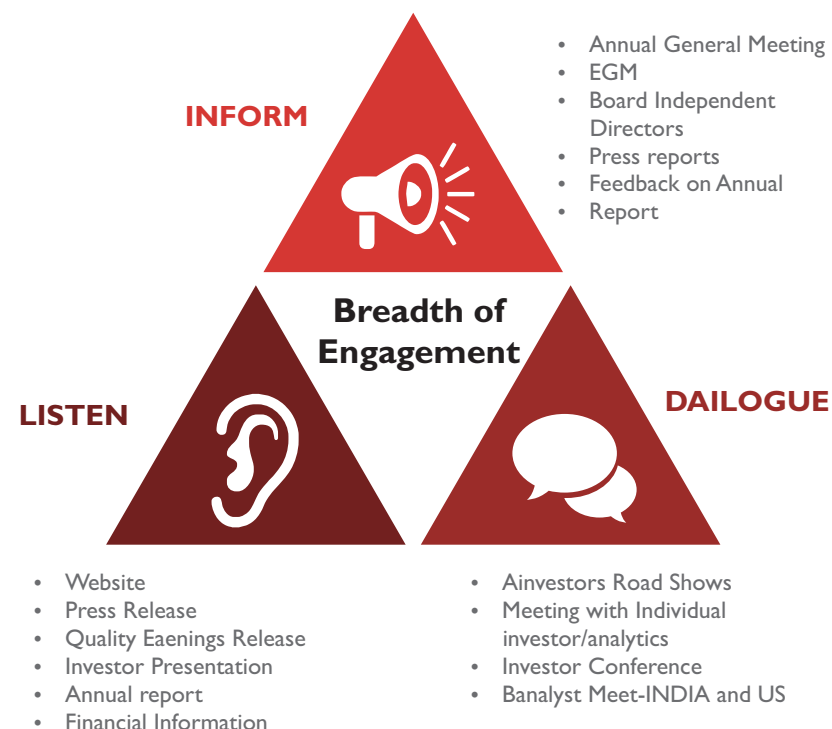 INFORM
• Annual General Meeting
• EGM
• Board Independent
Directors
• Press reports
• Feedback on Annual
• Report
Breadth of
Engagement
LISTEN
DAILOGUE
• Website
• Press Release
• Quality Eaenings Release
• Investor Presentation
• Annual report
• Financial Information
• Ainvestors Road Shows
• Meeting with Individual
investor/analytics
• Investor Conference
• Banalyst Meet-INDIA and US